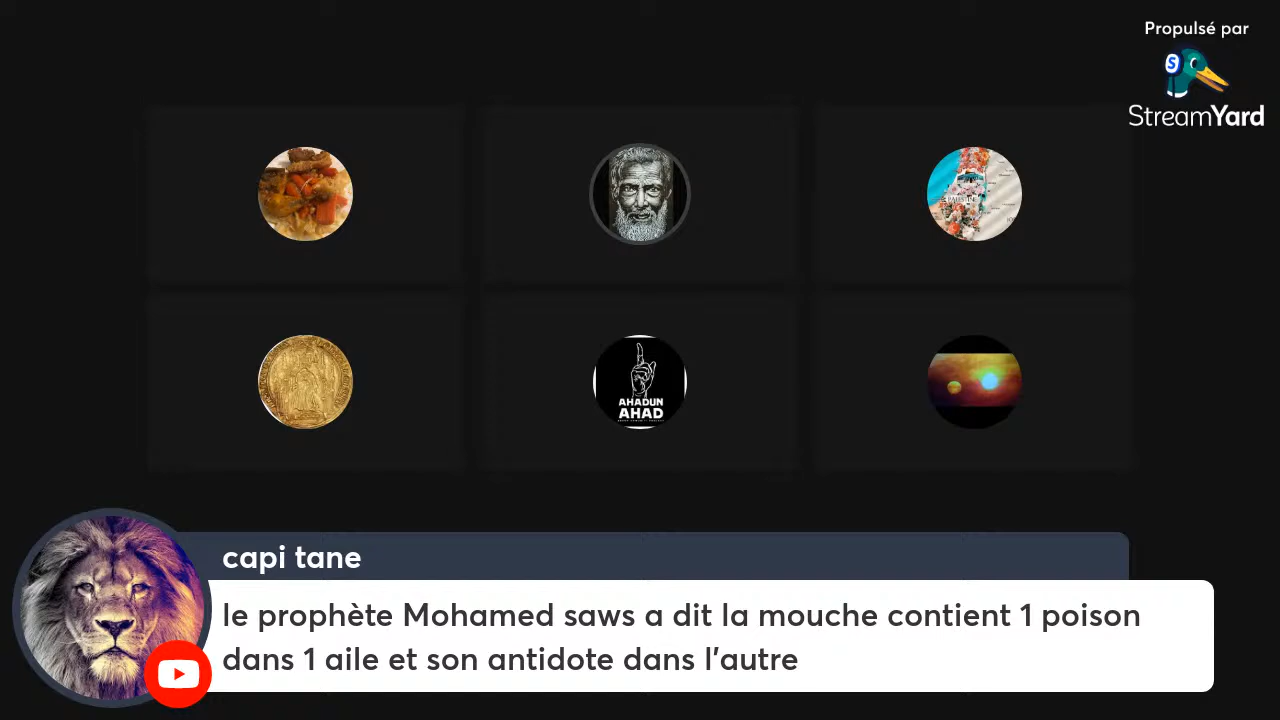 Propulsé par
S
StreamYard
PALESTINE
AHADUN
AHAD
capi tane
le prophète Mohamed saws a dit la mouche contient 1 poison
dans 1 aile et son antidote dans l'autre